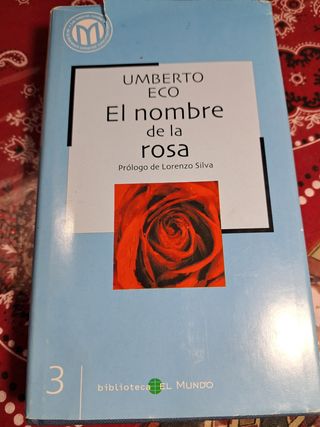 UMBERTO
ECO
El nombre
de la
rosa
Prólogo de Lorenzo Silva
3
biblioteca EL MUNDO